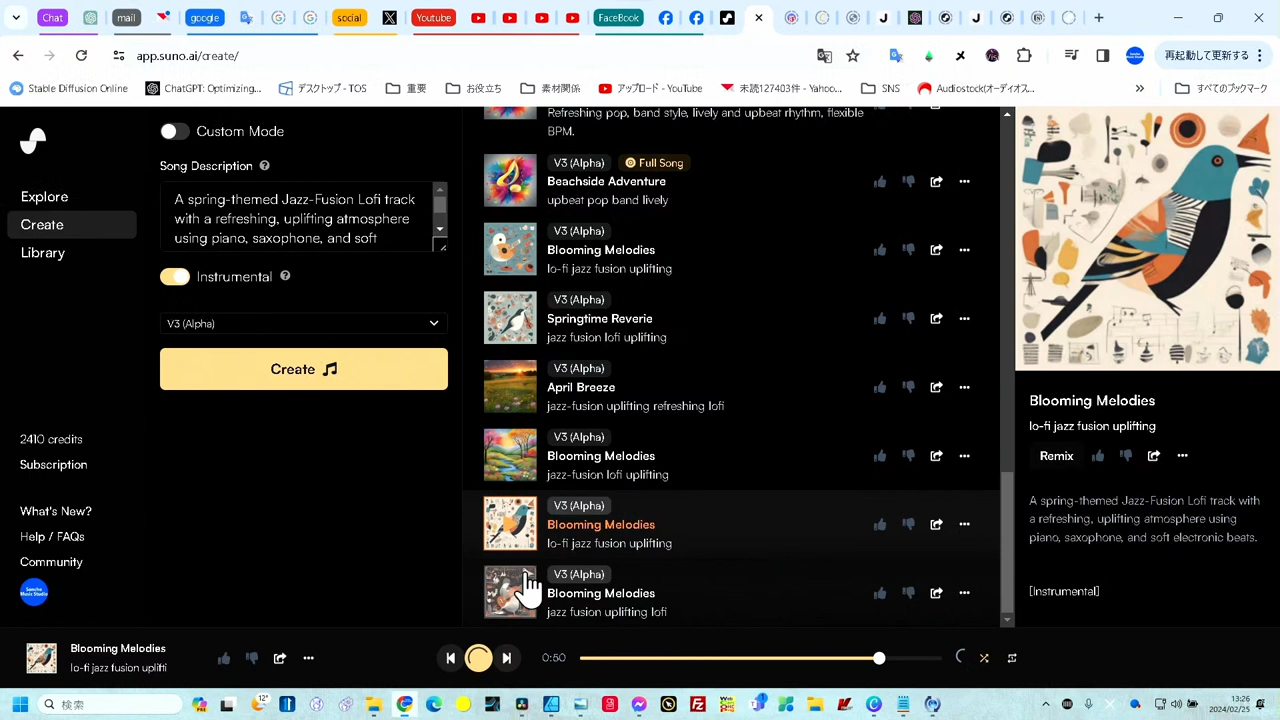 Chat
mail
google
social
Youtube
FaceBook
app.suno.ai/create/
再起動して更新する
Stable Diffusion Online
ChatGPT: Optimizing...
デスクトップ - TOS
重要
お役立ち
素材関係
アップロード - YouTube
未読127403件 - Yahoo...
SNS
Audiostock(オーディオス...
»
すべてのブックマーク
Explore
Create
Library
2410 credits
Subscription
What's New?
Help / FAQs
Community
Custom Mode
Song Description
A spring-themed Jazz-Fusion Lofi track
with a refreshing, uplifting atmosphere
using piano, saxophone, and soft
Instrumental
V3 (Alpha)
Create
Refreshing pop, band style, lively and upbeat rhythm, flexible
BPM.
V3 (Alpha) Full Song
Beachside Adventure
upbeat pop band lively
V3 (Alpha)
Blooming Melodies
lo-fi jazz fusion uplifting
V3 (Alpha)
Springtime Reverie
jazz fusion lofi uplifting
V3 (Alpha)
April Breeze
jazz-fusion uplifting refreshing lofi
V3 (Alpha)
Blooming Melodies
jazz-fusion lofi uplifting
V3 (Alpha)
Blooming Melodies
lo-fi jazz fusion uplifting
V3 (Alpha)
Blooming Melodies
jazz fusion uplifting lofi
Blooming Melodies
lo-fi jazz fusion uplifting
Remix
A spring-themed Jazz-Fusion Lofi track with
a refreshing, uplifting atmosphere using
piano, saxophone, and soft electronic beats.
[Instrumental]
Blooming Melodies
lo-fi jazz fusion uplifti
0:50
検索
12°
13:26
2024/02/25